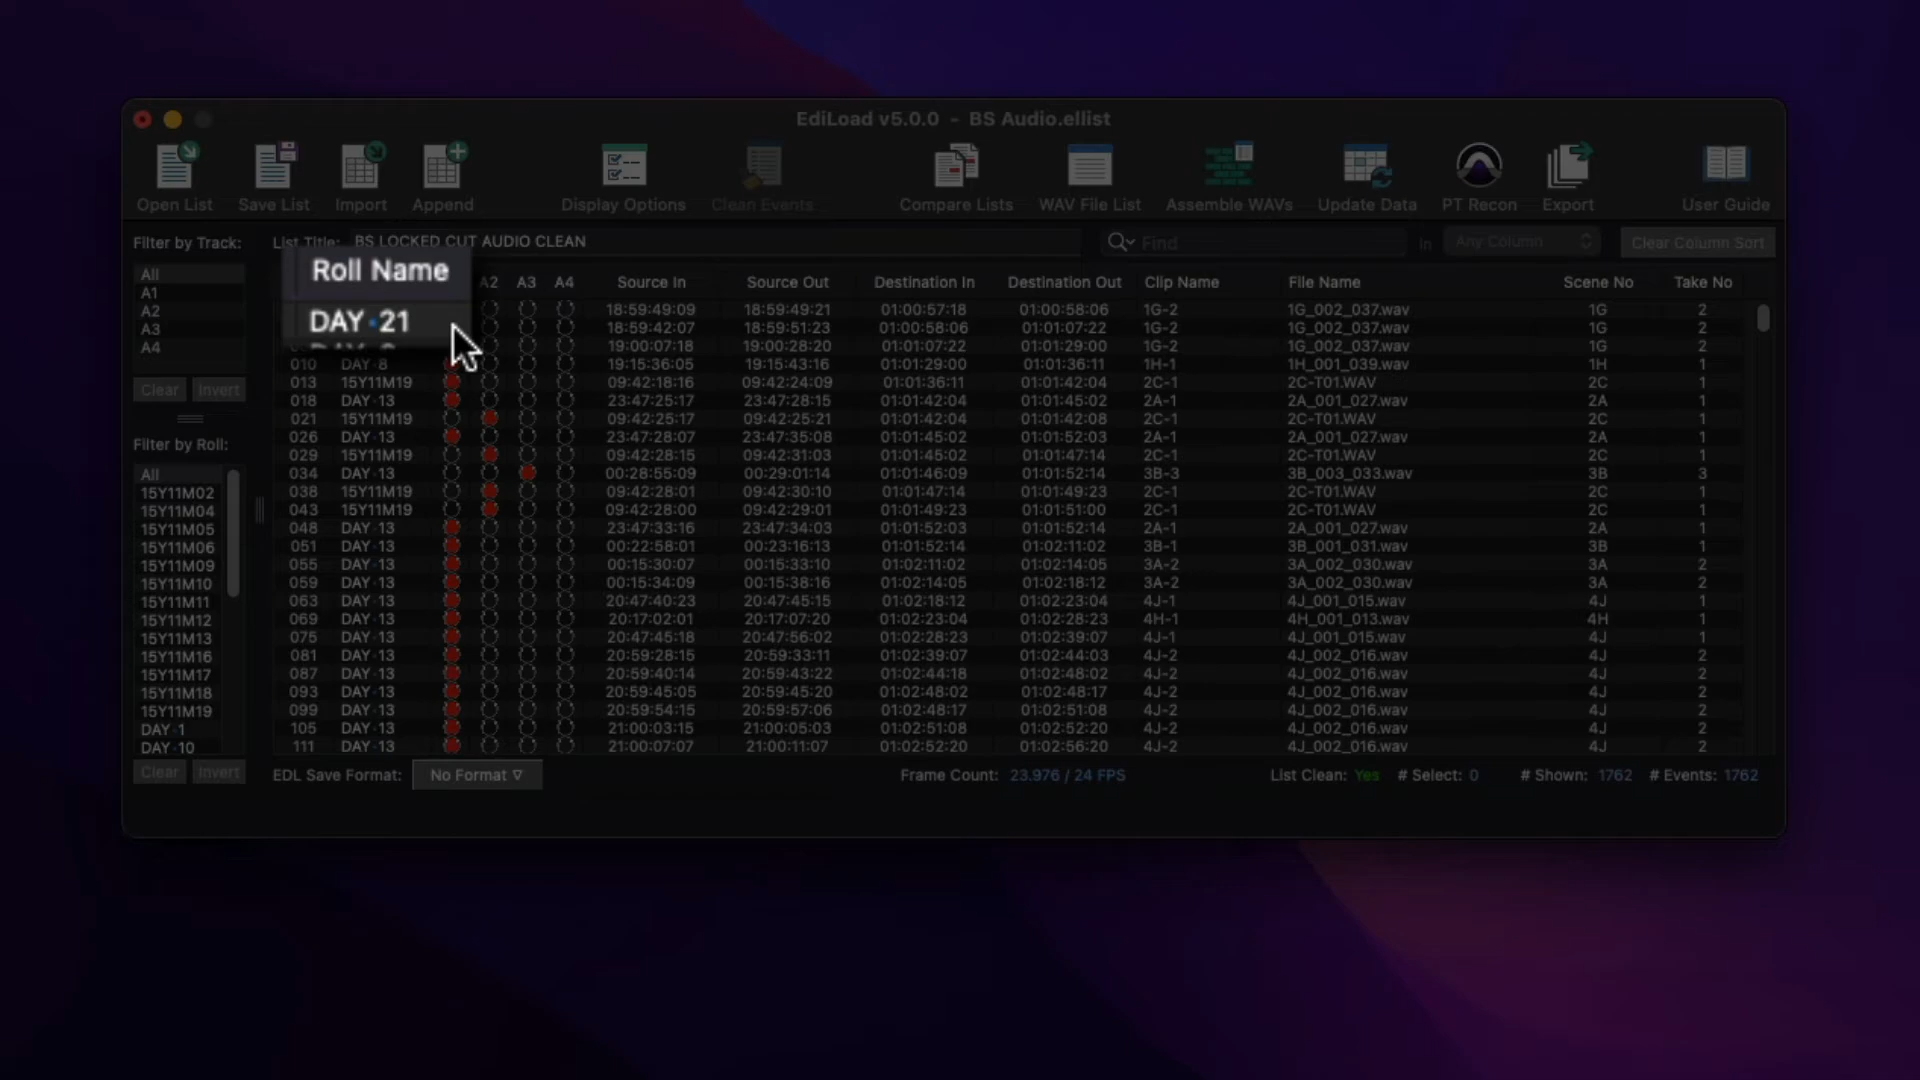 EdiLoad v5.0.0 - BS Audio.ellist
Open List Save List Import Append Display Options Clean Events Compare Lists WAV File List Assemble WAVs Update Data PT Recon Export User Guide
Filter by Track: List Title: BS LOCKED CUT AUDIO CLEAN Find In Any Column Clear Column Sort
Roll Name A2 A3 A4 Source In Source Out Destination In Destination Out Clip Name File Name Scene No Take No
All
A1
A2
A3
A4
Clear Invert
Filter by Roll:
All
15Y11M02
15Y11M04
15Y11M05
15Y11M06
15Y11M09
15Y11M10
15Y11M11
15Y11M12
15Y11M13
15Y11M16
15Y11M17
15Y11M18
15Y11M19
DAY·1
DAY·10
Clear Invert
DAY·21 18:59:49:09 18:59:49:21 01:00:57:18 01:00:58:06 1G-2 1G_002_037.wav 1G 2
18:59:42:07 18:59:51:23 01:00:58:06 01:01:07:22 1G-2 1G_002_037.wav 1G 2
19:00:07:18 19:00:28:20 01:01:07:22 01:01:29:00 1G-2 1G_002_037.wav 1G 2
010 DAY·8 19:15:36:05 19:15:43:16 01:01:29:00 01:01:36:11 1H-1 1H_001_039.wav 1H 1
013 15Y11M19 09:42:18:16 09:42:24:09 01:01:36:11 01:01:42:04 2C-1 2C-T01.WAV 2C 1
018 DAY·13 23:47:25:17 23:47:28:15 01:01:42:04 01:01:45:02 2A-1 2A_001_027.wav 2A 1
021 15Y11M19 09:42:25:17 09:42:25:21 01:01:42:04 01:01:42:08 2C-1 2C-T01.WAV 2C 1
026 DAY·13 23:47:28:07 23:47:35:08 01:01:45:02 01:01:52:03 2A-1 2A_001_027.wav 2A 1
029 15Y11M19 09:42:28:15 09:42:31:03 01:01:45:02 01:01:47:14 2C-1 2C-T01.WAV 2C 1
034 DAY·13 00:28:55:09 00:29:01:14 01:01:46:09 01:01:52:14 3B-3 3B_003_033.wav 3B 3
038 15Y11M19 09:42:28:01 09:42:30:10 01:01:47:14 01:01:49:23 2C-1 2C-T01.WAV 2C 1
043 15Y11M19 09:42:28:00 09:42:29:01 01:01:49:23 01:01:51:00 2C-1 2C-T01.WAV 2C 1
048 DAY·13 23:47:33:16 23:47:34:03 01:01:52:03 01:01:52:14 2A-1 2A_001_027.wav 2A 1
051 DAY·13 00:22:58:01 00:23:16:13 01:01:52:14 01:02:11:02 3B-1 3B_001_031.wav 3B 1
055 DAY·13 00:15:30:07 00:15:33:10 01:02:11:02 01:02:14:05 3A-2 3A_002_030.wav 3A 2
059 DAY·13 00:15:34:09 00:15:38:16 01:02:14:05 01:02:18:12 3A-2 3A_002_030.wav 3A 2
063 DAY·13 20:47:40:23 20:47:45:15 01:02:18:12 01:02:23:04 4J-1 4J_001_015.wav 4J 1
069 DAY·13 20:17:02:01 20:17:07:20 01:02:23:04 01:02:28:23 4H-1 4H_001_013.wav 4H 1
075 DAY·13 20:47:45:18 20:47:56:02 01:02:28:23 01:02:39:07 4J-1 4J_001_015.wav 4J 1
081 DAY·13 20:59:28:15 20:59:33:11 01:02:39:07 01:02:44:03 4J-2 4J_002_016.wav 4J 2
087 DAY·13 20:59:40:14 20:59:43:22 01:02:44:18 01:02:48:02 4J-2 4J_002_016.wav 4J 2
093 DAY·13 20:59:45:05 20:59:45:20 01:02:48:02 01:02:48:17 4J-2 4J_002_016.wav 4J 2
099 DAY·13 20:59:54:15 20:59:57:06 01:02:48:17 01:02:51:08 4J-2 4J_002_016.wav 4J 2
105 DAY·13 21:00:03:15 21:00:05:03 01:02:51:08 01:02:52:20 4J-2 4J_002_016.wav 4J 2
111 DAY·13 21:00:07:07 21:00:11:07 01:02:52:20 01:02:56:20 4J-2 4J_002_016.wav 4J 2
EDL Save Format: No Format Frame Count: 23.976 / 24 FPS List Clean: Yes # Select: 0 # Shown: 1762 # Events: 1762